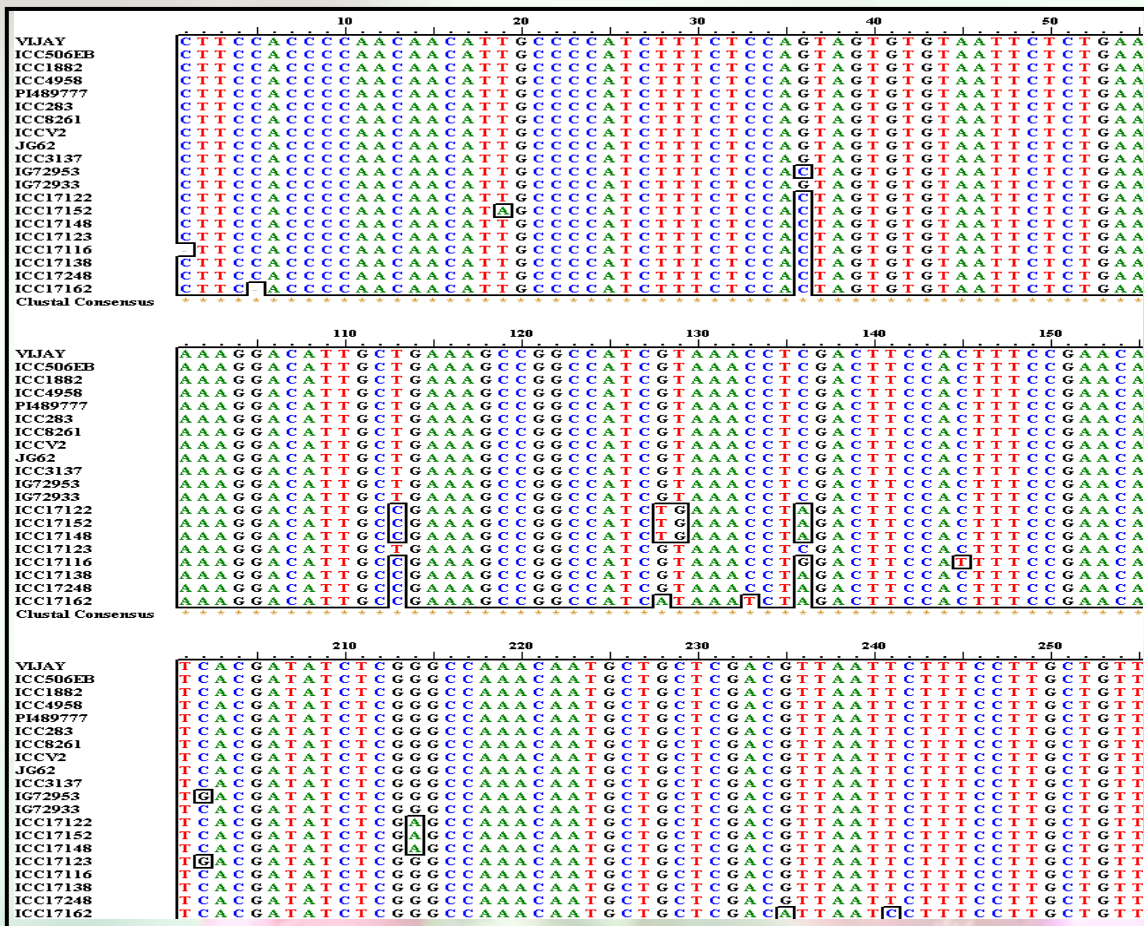 10 20 30 40 50
VIJAY CTTCCACCCCAACAACATTGCCCCATCTTTCTCCAGTAGTGTGTAATTCTCTGAA
ICC506EB CTTCCACCCCAACAACATTGCCCCATCTTTCTCCAGTAGTGTGTAATTCTCTGAA
ICC1882 CTTCCACCCCAACAACATTGCCCCATCTTTCTCCAGTAGTGTGTAATTCTCTGAA
ICC4958 CTTCCACCCCAACAACATTGCCCCATCTTTCTCCAGTAGTGTGTAATTCTCTGAA
PI489777 CTTCCACCCCAACAACATTGCCCCATCTTTCTCCAGTAGTGTGTAATTCTCTGAA
ICC283 CTTCCACCCCAACAACATTGCCCCATCTTTCTCCAGTAGTGTGTAATTCTCTGAA
ICC8261 CTTCCACCCCAACAACATTGCCCCATCTTTCTCCAGTAGTGTGTAATTCTCTGAA
ICCV2 CTTCCACCCCAACAACATTGCCCCATCTTTCTCCAGTAGTGTGTAATTCTCTGAA
JG62 CTTCCACCCCAACAACATTGCCCCATCTTTCTCCAGTAGTGTGTAATTCTCTGAA
ICC3137 CTTCCACCCCAACAACATTGCCCCATCTTTCTCCAGTAGTGTGTAATTCTCTGAA
IG72953 CTTCCACCCCAACAACATTGCCCCATCTTTCTCCACTAGTGTGTAATTCTCTGAA
IG72933 CTTCCACCCCAACAACATTGCCCCATCTTTCTCCAGTAGTGTGTAATTCTCTGAA
ICC17122 CTTCCACCCCAACAACATTGCCCCATCTTTCTCCACTAGTGTGTAATTCTCTGAA
ICC17152 CTTCCACCCCAACAACATAGCCCCATCTTTCTCCACTAGTGTGTAATTCTCTGAA
ICC17148 CTTCCACCCCAACAACATTGCCCCATCTTTCTCCACTAGTGTGTAATTCTCTGAA
ICC17123 CTTCCACCCCAACAACATTGCCCCATCTTTCTCCACTAGTGTGTAATTCTCTGAA
ICC17116 -TTCCACCCCAACAACATTGCCCCATCTTTCTCCACTAGTGTGTAATTCTCTGAA
ICC17138 CTTCCACCCCAACAACATTGCCCCATCTTTCTCCACTAGTGTGTAATTCTCTGAA
ICC17248 CTTCCACCCCAACAACATTGCCCCATCTTTCTCCACTAGTGTGTAATTCTCTGAA
ICC17162 CTTC-ACCCCAACAACATTGCCCCATCTTTCTCCACTAGTGTGTAATTCTCTGAA
Clustal Consensus
110 120 130 140 150
VIJAY AAAGGACATTGCTGAAAGCCGGCCATCGTAAACCTCGACTTCCACTTTCCGAACA
ICC506EB AAAGGACATTGCTGAAAGCCGGCCATCGTAAACCTCGACTTCCACTTTCCGAACA
ICC1882 AAAGGACATTGCTGAAAGCCGGCCATCGTAAACCTCGACTTCCACTTTCCGAACA
ICC4958 AAAGGACATTGCTGAAAGCCGGCCATCGTAAACCTCGACTTCCACTTTCCGAACA
PI489777 AAAGGACATTGCTGAAAGCCGGCCATCGTAAACCTCGACTTCCACTTTCCGAACA
ICC283 AAAGGACATTGCTGAAAGCCGGCCATCGTAAACCTCGACTTCCACTTTCCGAACA
ICC8261 AAAGGACATTGCTGAAAGCCGGCCATCGTAAACCTCGACTTCCACTTTCCGAACA
ICCV2 AAAGGACATTGCTGAAAGCCGGCCATCGTAAACCTCGACTTCCACTTTCCGAACA
JG62 AAAGGACATTGCTGAAAGCCGGCCATCGTAAACCTCGACTTCCACTTTCCGAACA
ICC3137 AAAGGACATTGCTGAAAGCCGGCCATCGTAAACCTCGACTTCCACTTTCCGAACA
IG72953 AAAGGACATTGCTGAAAGCCGGCCATCGTAAACCTCGACTTCCACTTTCCGAACA
IG72933 AAAGGACATTGCTGAAAGCCGGCCATCGTAAACCTCGACTTCCACTTTCCGAACA
ICC17122 AAAGGACATTGCCGAAAGCCGGCCATCTGAAACCTAGACTTCCACTTTCCGAACA
ICC17152 AAAGGACATTGCCGAAAGCCGGCCATCTGAAACCTAGACTTCCACTTTCCGAACA
ICC17148 AAAGGACATTGCCGAAAGCCGGCCATCTGAAACCTAGACTTCCACTTTCCGAACA
ICC17123 AAAGGACATTGCTGAAAGCCGGCCATCGTAAACCTCGACTTCCACTTTCCGAACA
ICC17116 AAAGGACATTGCCGAAAGCCGGCCATCGTAAACCTGGACTTCCATTTTCCGAACA
ICC17138 AAAGGACATTGCCGAAAGCCGGCCATCGTAAACCTAGACTTCCACTTTCCGAACA
ICC17248 AAAGGACATTGCCGAAAGCCGGCCATCGTAAACCTAGACTTCCACTTTCCGAACA
ICC17162 AAAGGACATTGCCGAAAGCCGGCCATCATAAATCTAGACTTCCACTTTCCGAACA
Clustal Consensus
210 220 230 240 250
VIJAY TCACGATATCTCGGGCCAAACAATGCTGCTCGACGTTAATTCTTTCCTTGCTGTT
ICC506EB TCACGATATCTCGGGCCAAACAATGCTGCTCGACGTTAATTCTTTCCTTGCTGTT
ICC1882 TCACGATATCTCGGGCCAAACAATGCTGCTCGACGTTAATTCTTTCCTTGCTGTT
ICC4958 TCACGATATCTCGGGCCAAACAATGCTGCTCGACGTTAATTCTTTCCTTGCTGTT
PI489777 TCACGATATCTCGGGCCAAACAATGCTGCTCGACGTTAATTCTTTCCTTGCTGTT
ICC283 TCACGATATCTCGGGCCAAACAATGCTGCTCGACGTTAATTCTTTCCTTGCTGTT
ICC8261 TCACGATATCTCGGGCCAAACAATGCTGCTCGACGTTAATTCTTTCCTTGCTGTT
ICCV2 TCACGATATCTCGGGCCAAACAATGCTGCTCGACGTTAATTCTTTCCTTGCTGTT
JG62 TCACGATATCTCGGGCCAAACAATGCTGCTCGACGTTAATTCTTTCCTTGCTGTT
ICC3137 TCACGATATCTCGGGCCAAACAATGCTGCTCGACGTTAATTCTTTCCTTGCTGTT
IG72953 TGACGATATCTCGGGCCAAACAATGCTGCTCGACGTTAATTCTTTCCTTGCTGTT
IG72933 TCACGATATCTCGGGCCAAACAATGCTGCTCGACGTTAATTCTTTCCTTGCTGTT
ICC17122 TCACGATATCTCGAGCCAAACAATGCTGCTCGACGTTAATTCTTTCCTTGCTGTT
ICC17152 TCACGATATCTCGAGCCAAACAATGCTGCTCGACGTTAATTCTTTCCTTGCTGTT
ICC17148 TCACGATATCTCGAGCCAAACAATGCTGCTCGACGTTAATTCTTTCCTTGCTGTT
ICC17123 TGACGATATCTCGGGCCAAACAATGCTGCTCGACGTTAATTCTTTCCTTGCTGTT
ICC17116 TCACGATATCTCGGGCCAAACAATGCTGCTCGACGTTAATTCTTTCCTTGCTGTT
ICC17138 TCACGATATCTCGGGCCAAACAATGCTGCTCGACGTTAATTCTTTCCTTGCTGTT
ICC17248 TCACGATATCTCGGGCCAAACAATGCTGCTCGACGTTAATTCTTTCCTTGCTGTT
ICC17162 TCACGATATCTCGGGCCAAACAATGCTGCTCGACATTAATCCTTTCCTTGCTGTT